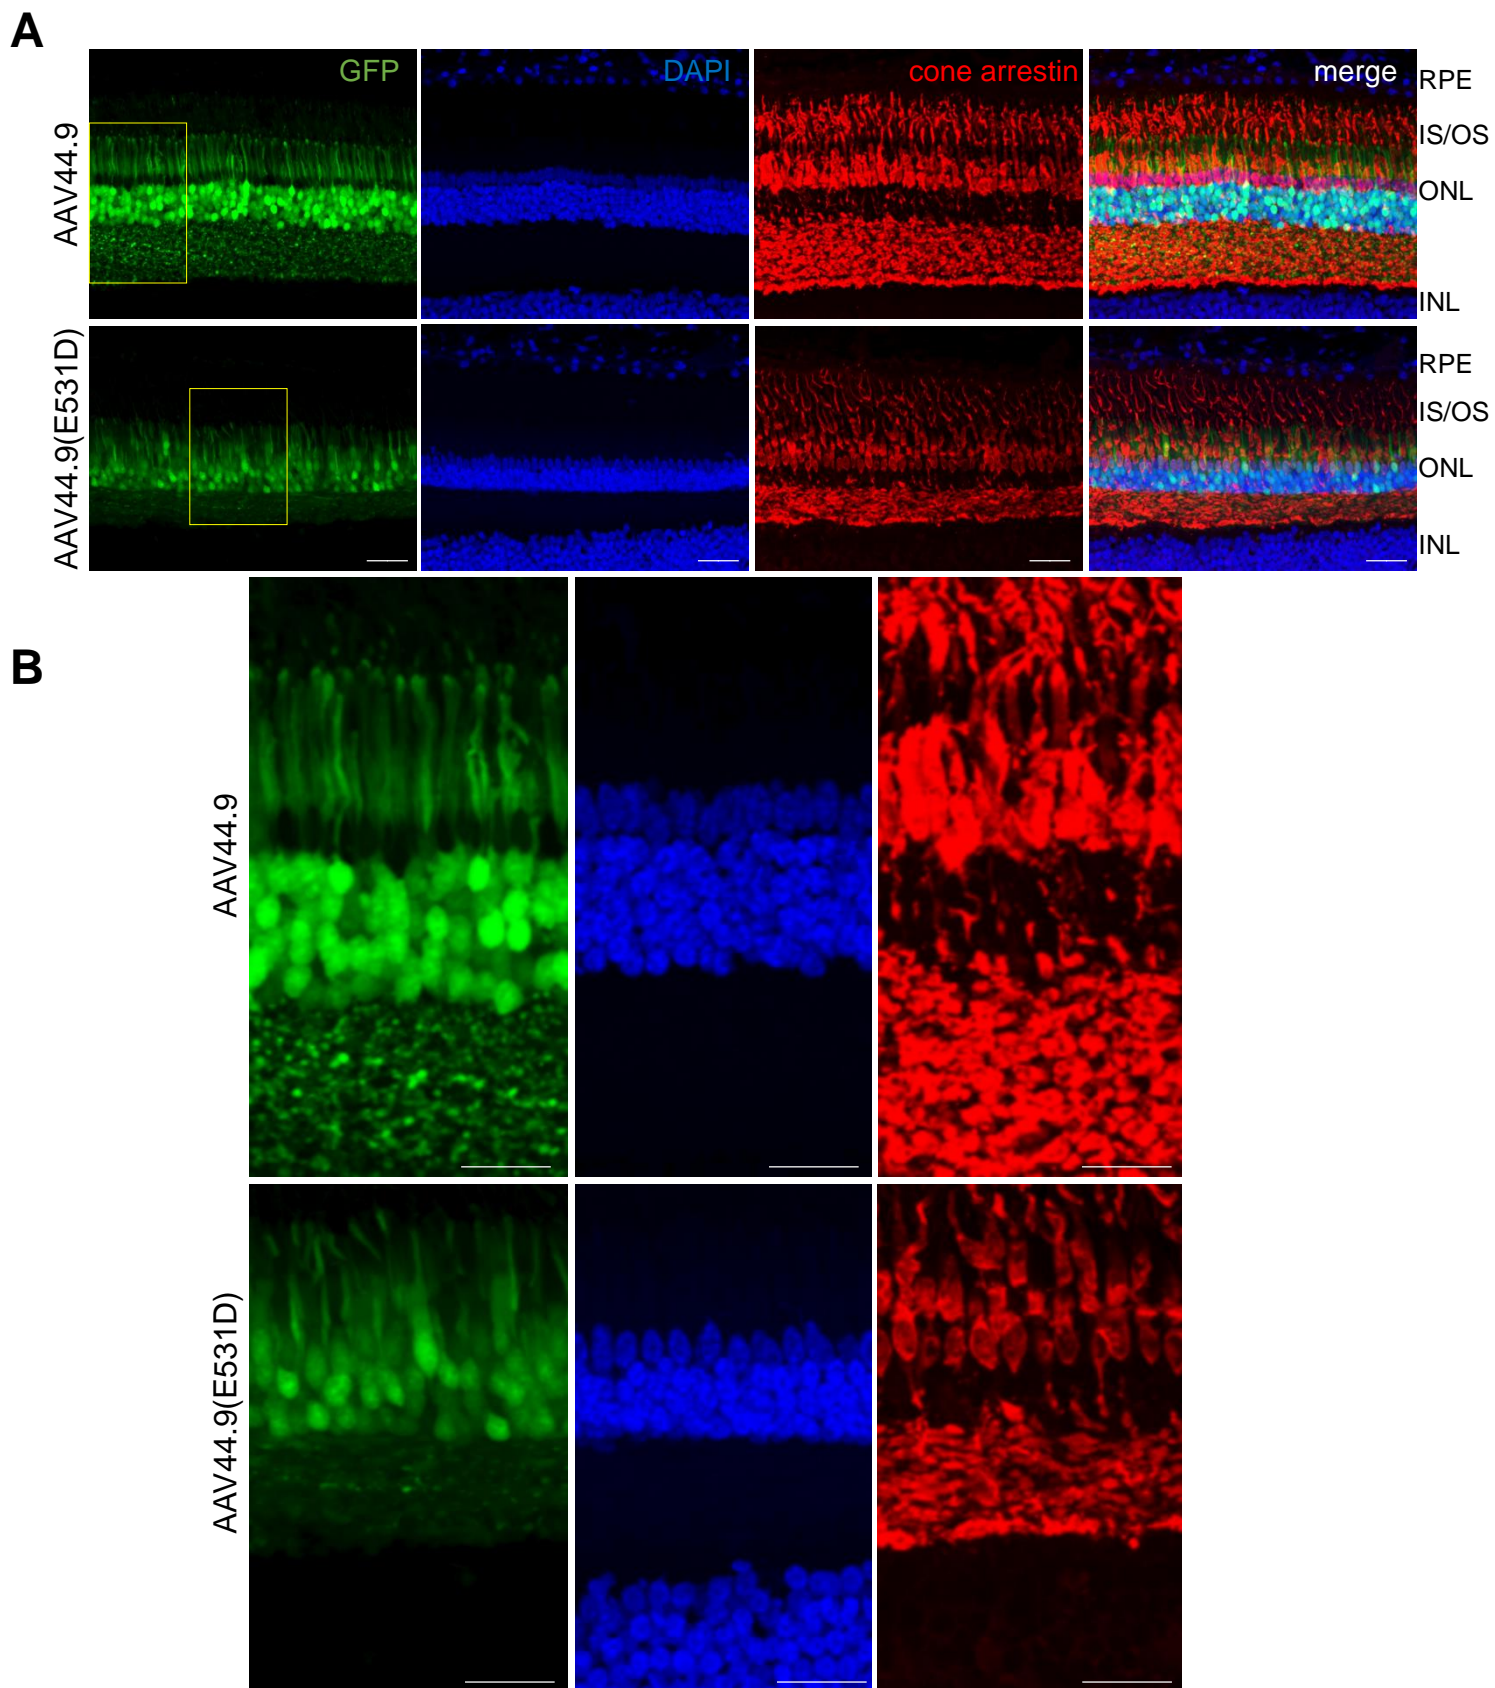 A
GFP
DAPI
cone arrestin
merge
AAV44.9
RPE
IS/OS
ONL
INL
AAV44.9(E531D)
RPE
IS/OS
ONL
INL
B
AAV44.9
AAV44.9(E531D)